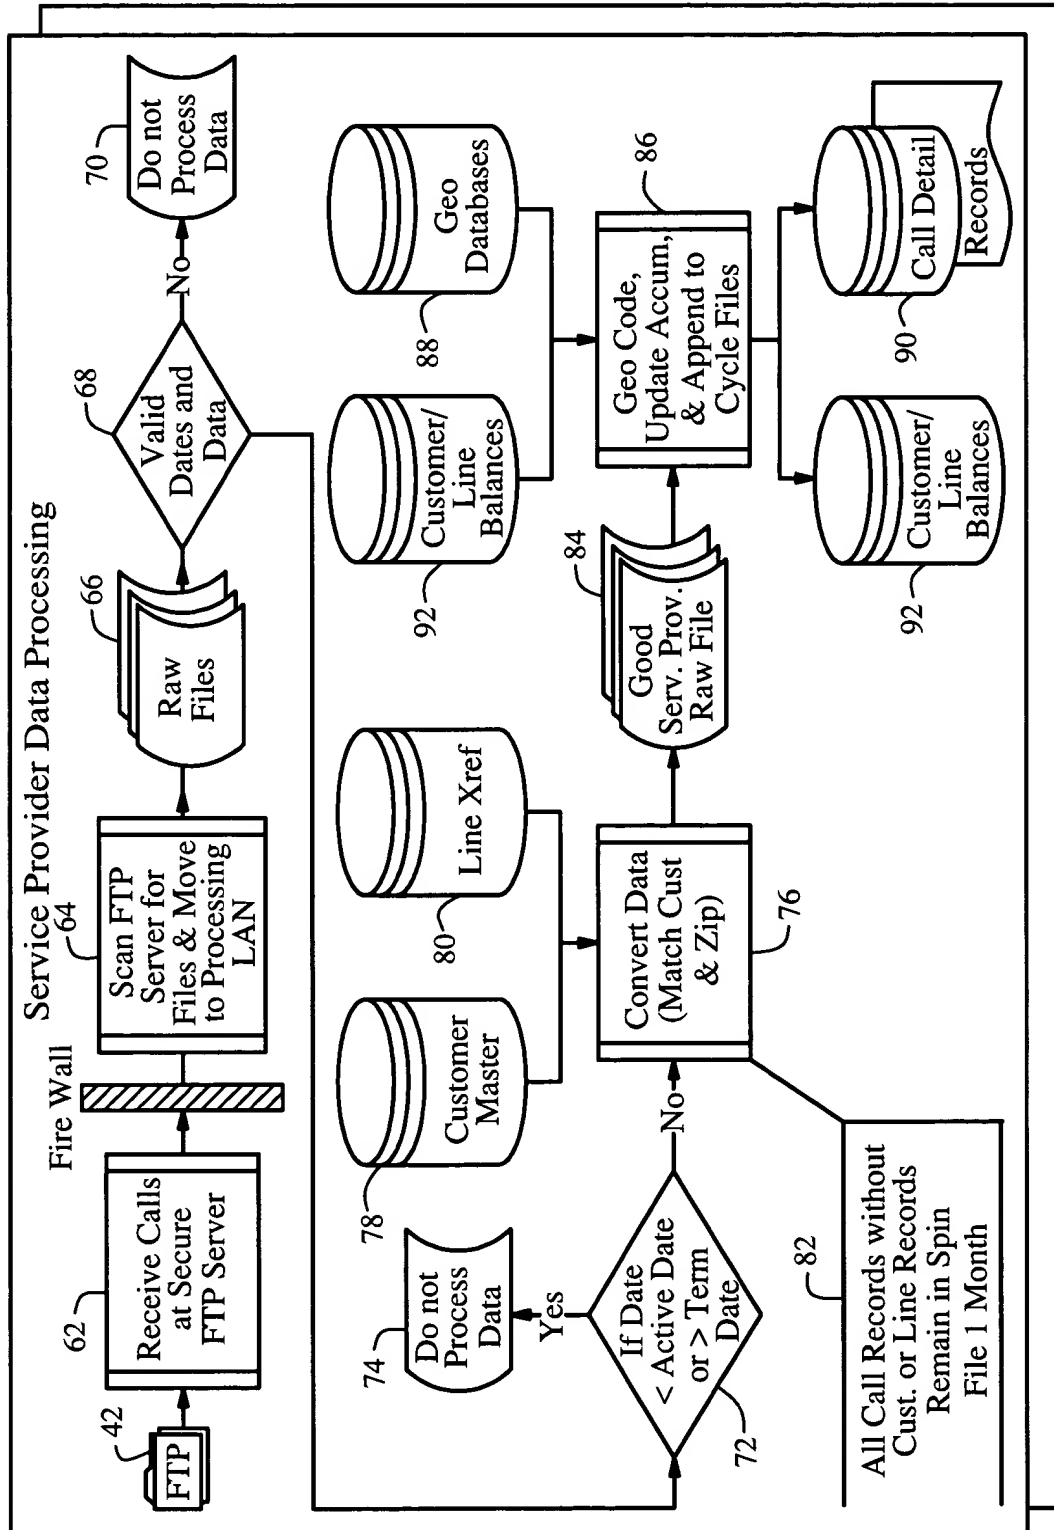 Service Provider Data Processing
42
FTP
62
Receive Calls
at Secure
FTP Server
Fire Wall
64
Scan FTP
Server for
Files & Move
to Processing
LAN
66
Raw
Files
68
Valid
Dates and
Data
No
70
Do not
Process
Data
72
If Date
< Active Date
or > Term
Date
Yes
74
Do not
Process
Data
No
78
Customer
Master
80
Line Xref
Convert Data
(Match Cust
& Zip)
76
82
All Call Records without
Cust. or Line Records
Remain in Spin
File 1 Month
84
Good
Serv. Prov.
Raw File
92
Customer/
Line
Balances
88
Geo
Databases
86
Geo Code,
Update Accum,
& Append to
Cycle Files
92
Customer/
Line
Balances
90
Call Detail
Records